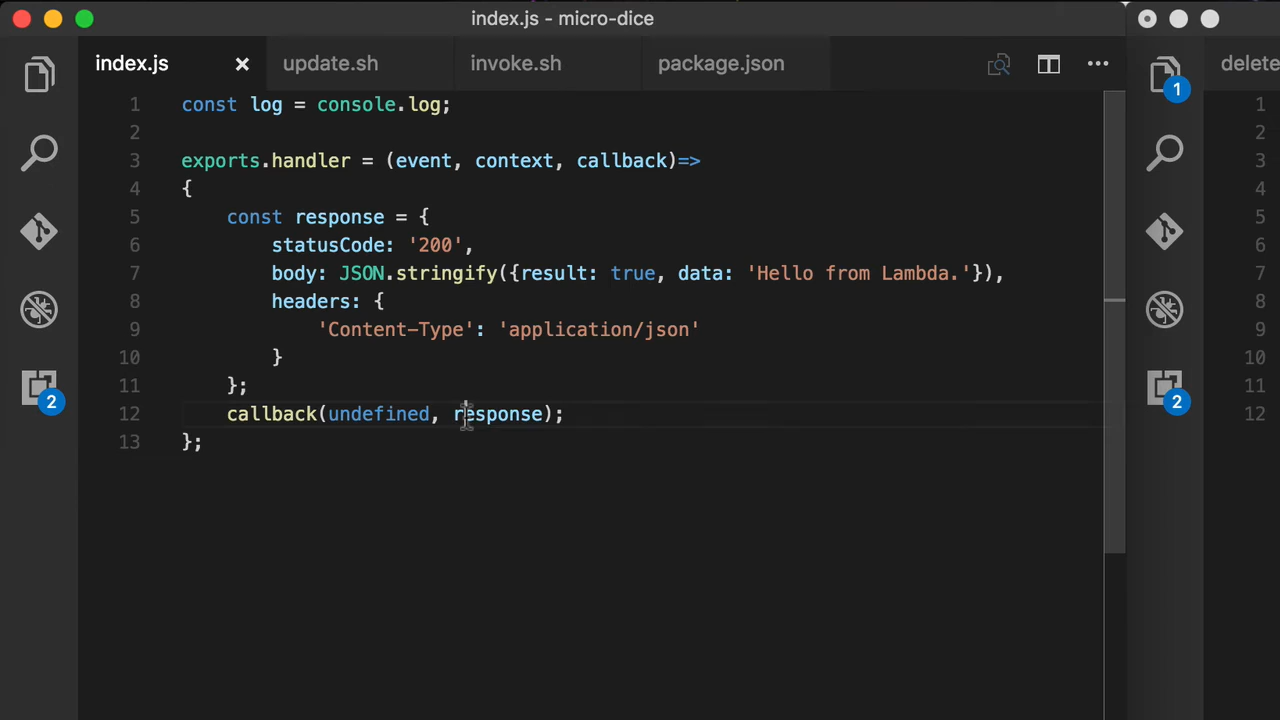 index.js - micro-dice
index.js update.sh invoke.sh package.json
1 const log = console.log;
2
3 exports.handler = (event, context, callback)=>
4 {
5 const response = {
6 statusCode: '200',
7 body: JSON.stringify({result: true, data: 'Hello from Lambda.'}),
8 headers: {
9 'Content-Type': 'application/json'
10 }
11 };
12 callback(undefined, response);
13 };
2
delete
1
2
3
4
5
6
7
8
9
10
11
12
1
2